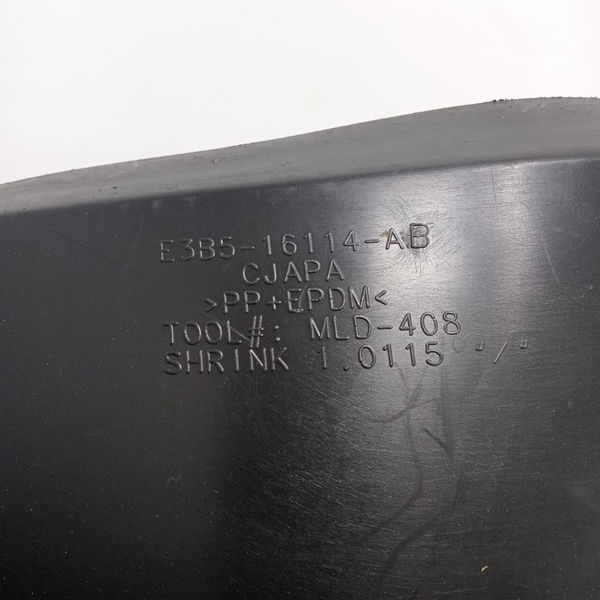 E3B5-16114-AB
CJAPA
>PP+EPDM<
TOOL#: MLD-408
SHRINK 1.0115 "/"